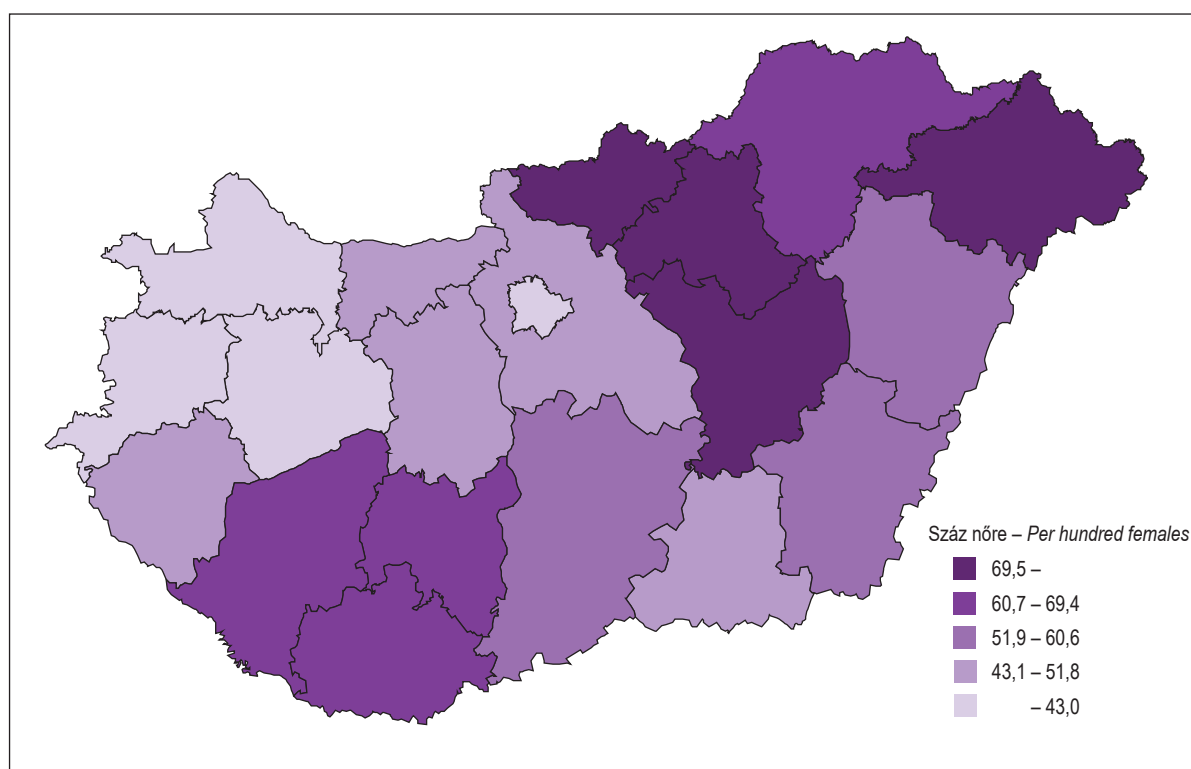 Száz nőre – Per hundred females
69,5 –
60,7 – 69,4
51,9 – 60,6
43,1 – 51,8
– 43,0